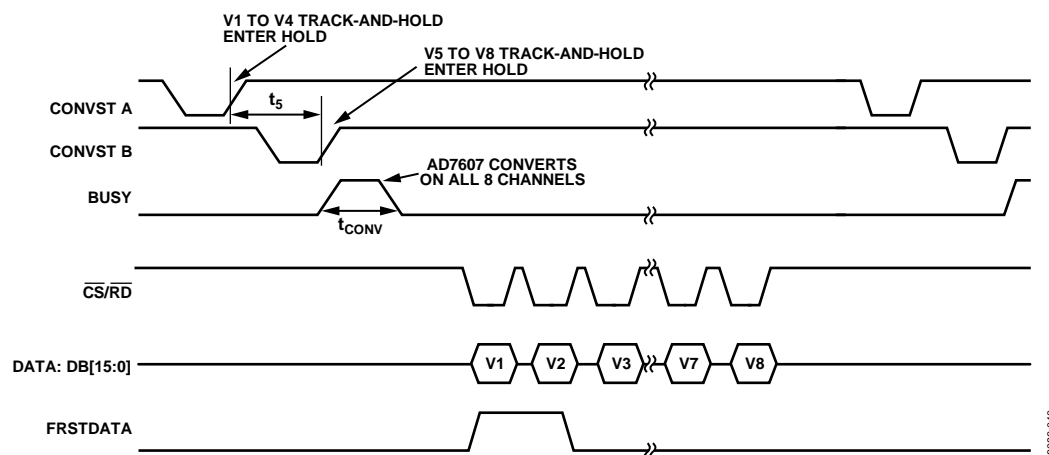 V1 TO V4 TRACK-AND-HOLD
ENTER HOLD
V5 TO V8 TRACK-AND-HOLD
ENTER HOLD
CONVST A
t5
CONVST B
AD7607 CONVERTS
ON ALL 8 CHANNELS
BUSY
tCONV
CS/RD
DATA: DB[15:0]
V1
V2
V3
V7
V8
FRSTDATA